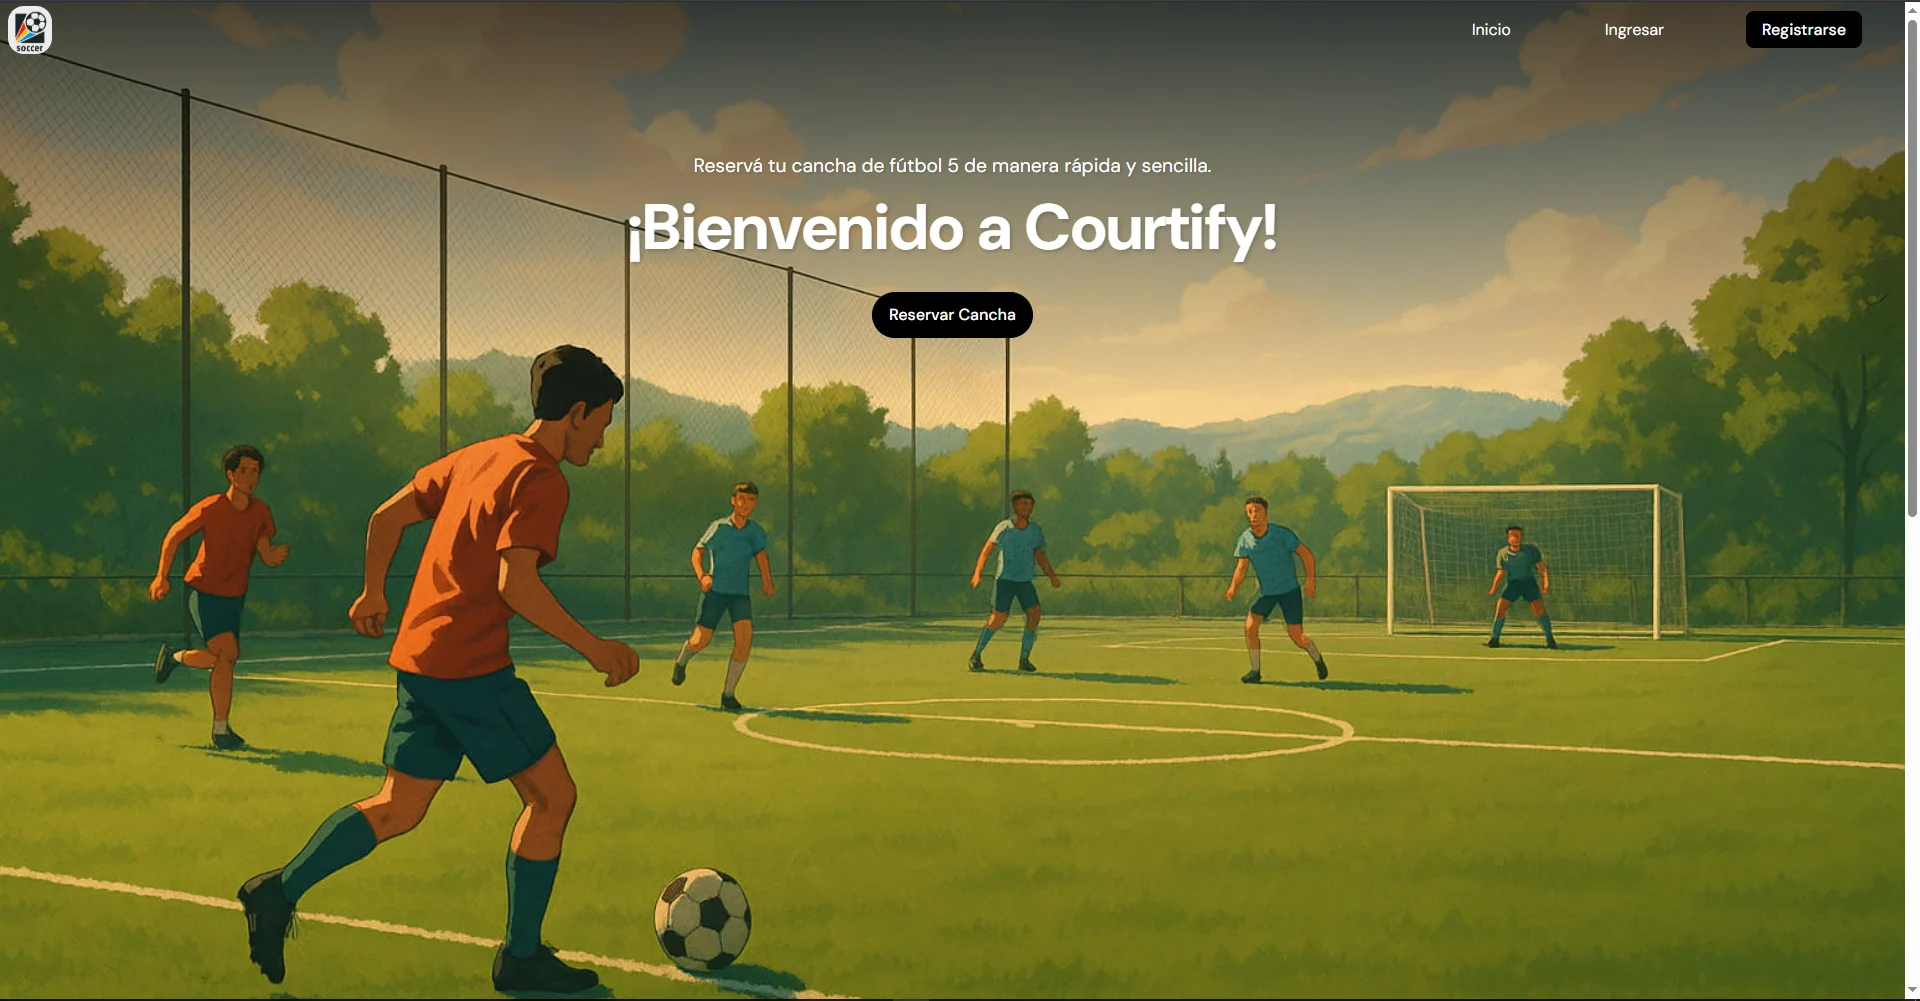 soccer
Inicio
Ingresar
Registrarse
Reservá tu cancha de fútbol 5 de manera rápida y sencilla.
¡Bienvenido a Courtify!
Reservar Cancha